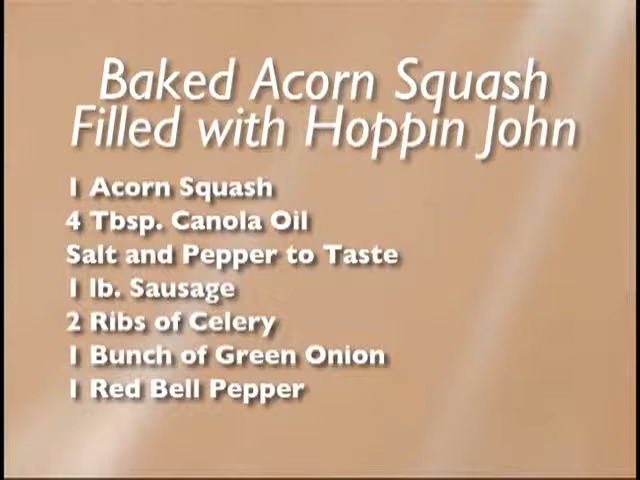 Baked Acorn Squash
Filled with Hoppin John
1 Acorn Squash
4 Tbsp. Canola Oil
Salt and Pepper to Taste
1 lb. Sausage
2 Ribs of Celery
1 Bunch of Green Onion
1 Red Bell Pepper